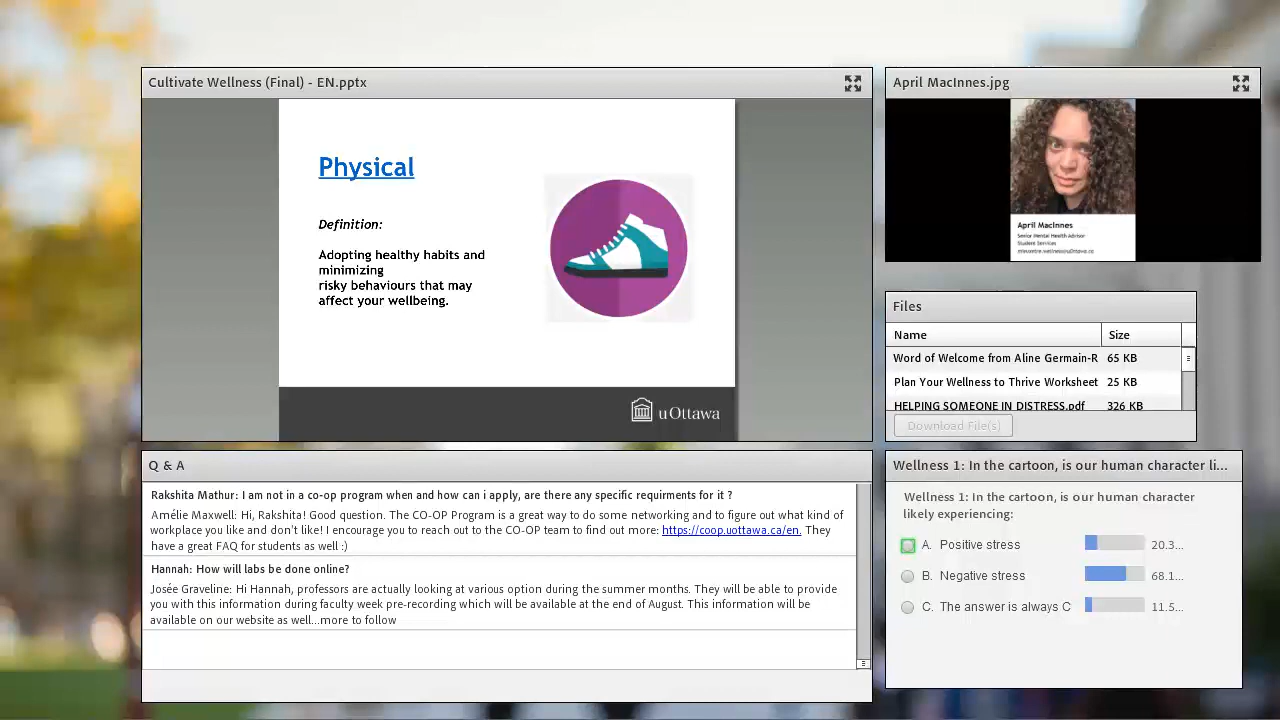 Cultivate Wellness (Final) - EN.pptx
Physical
Definition:
Adopting healthy habits and
minimizing
risky behaviours that may
affect your wellbeing.
uOttawa
April MacInnes.jpg
April MacInnes
Senior Mental Health Advisor
Student Services
Files
Name Size
Word of Welcome from Aline Germain-R 65 KB
Plan Your Wellness to Thrive Worksheet 25 KB
HELPING SOMEONE IN DISTRESS.pdf 326 KB
Download File(s)
Q & A
Rakshita Mathur: I am not in a co-op program when and how can i apply, are there any specific requirments for it ?
Amélie Maxwell: Hi, Rakshita! Good question. The CO-OP Program is a great way to do some networking and to figure out what kind of
workplace you like and don't like! I encourage you to reach out to the CO-OP team to find out more: https://coop.uottawa.ca/en. They
have a great FAQ for students as well :)
Hannah: How will labs be done online?
Josée Graveline: Hi Hannah, professors are actually looking at various option during the summer months. They will be able to provide
you with this information during faculty week pre-recording which will be available at the end of August. This information will be
available on our website as well...more to follow
Wellness 1: In the cartoon, is our human character li...
Wellness 1: In the cartoon, is our human character
likely experiencing:
A. Positive stress 20.3...
B. Negative stress 68.1...
C. The answer is always C 11.5...